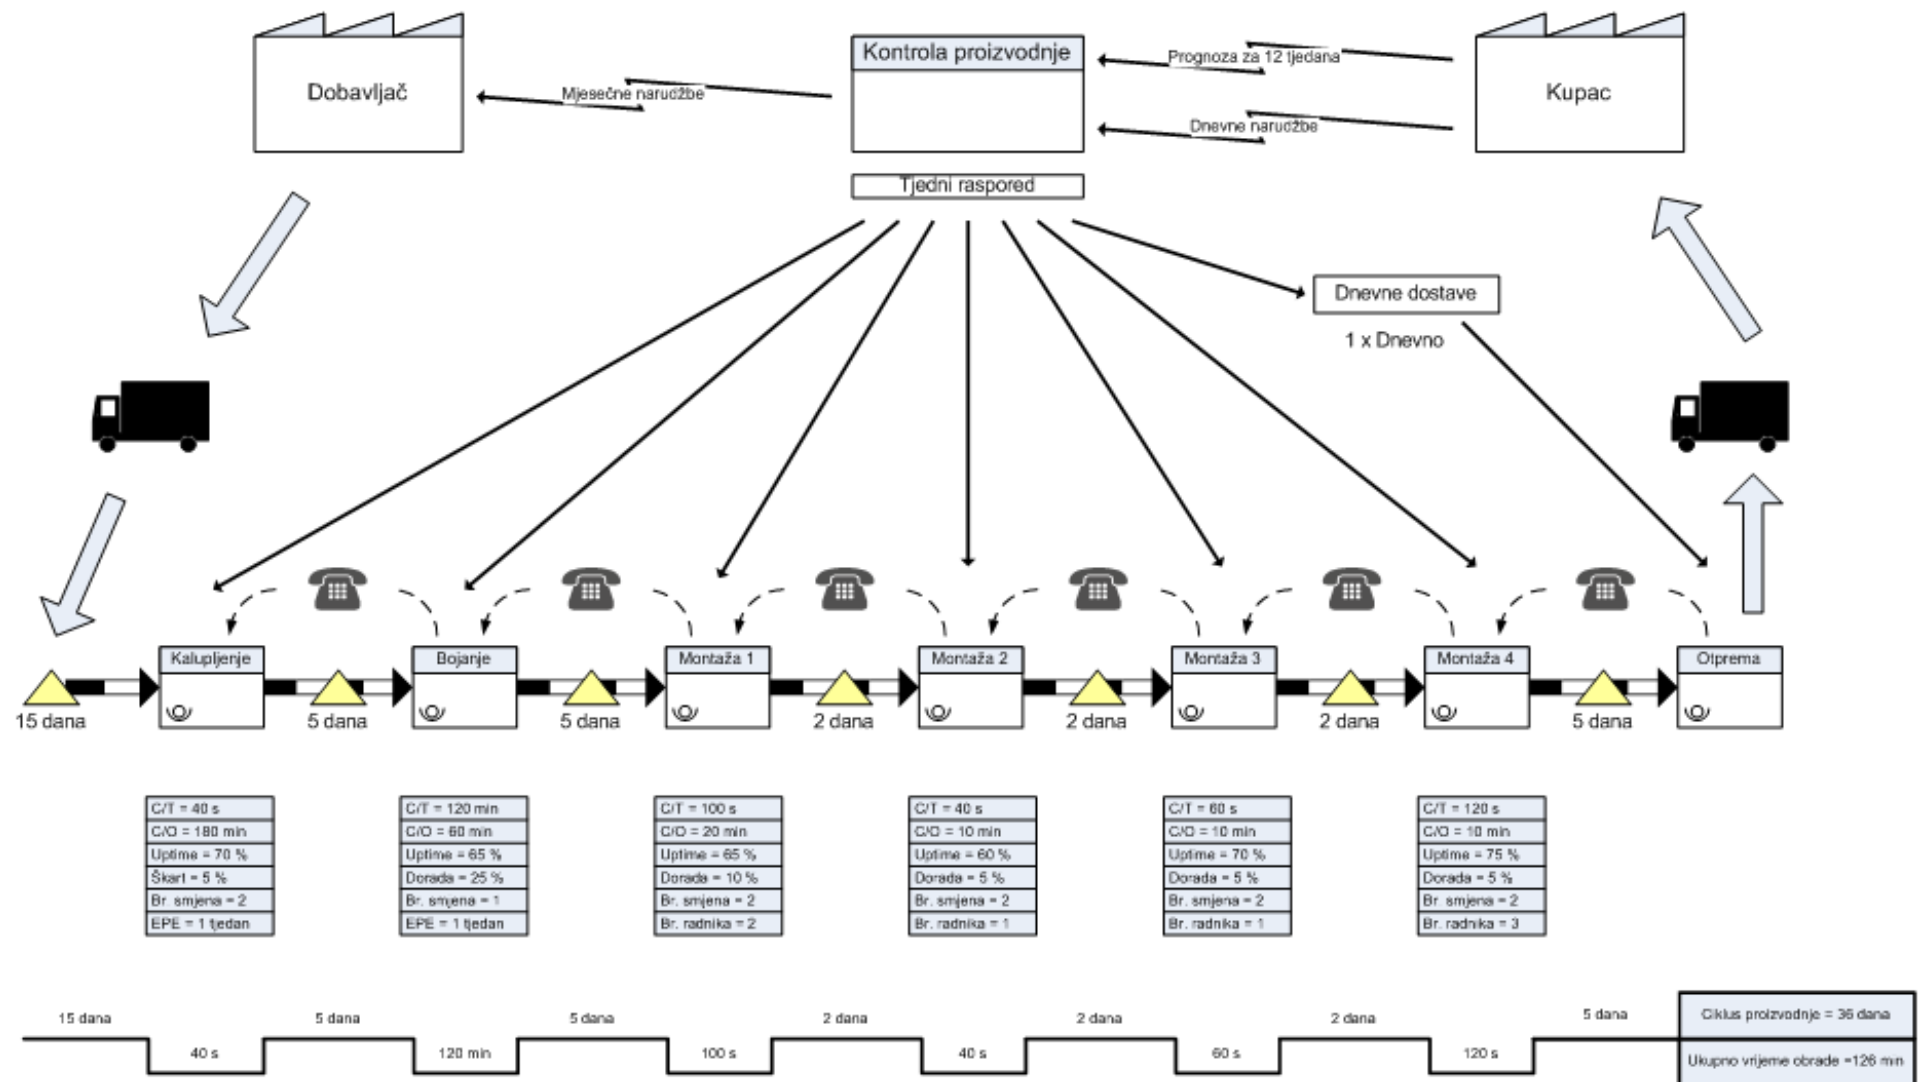 Dobavljač
Mjesečne narudžbe
Kontrola proizvodnje
Prognoza za 12 tjedana
Dnevne narudžbe
Kupac
Tjedni raspored
Dnevne dostave
1 x Dnevno
Kalupljenje
Bojanje
Montaža 1
Montaža 2
Montaža 3
Montaža 4
Otprema
15 dana
5 dana
5 dana
2 dana
2 dana
2 dana
5 dana
C/T = 40 s
C/O = 180 min
Uptime = 70 %
Škart = 5 %
Br. smjena = 2
EPE = 1 tjedan
C/T = 120 min
C/O = 60 min
Uptime = 65 %
Dorada = 25 %
Br. smjena = 1
EPE = 1 tjedan
C/T = 100 s
C/O = 20 min
Uptime = 65 %
Dorada = 10 %
Br. smjena = 2
Br. radnika = 2
C/T = 40 s
C/O = 10 min
Uptime = 60 %
Dorada = 5 %
Br. smjena = 2
Br. radnika = 1
C/T = 60 s
C/O = 10 min
Uptime = 70 %
Dorada = 5 %
Br. smjena = 2
Br. radnika = 1
C/T = 120 s
C/O = 10 min
Uptime = 75 %
Dorada = 5 %
Br. smjena = 2
Br. radnika = 3
15 dana
5 dana
5 dana
2 dana
2 dana
2 dana
5 dana
40 s
120 min
100 s
40 s
60 s
120 s
Ciklus proizvodnje = 36 dana
Ukupno vrijeme obrade =126 min